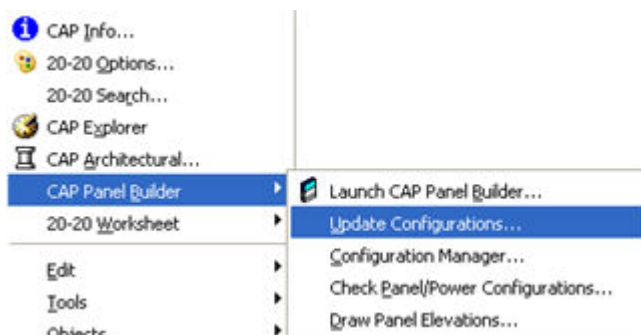 CAP Info...
20-20 Options...
20-20 Search...
CAP Explorer
CAP Architectural...
CAP Panel Builder
20-20 Worksheet
Edit
Tools
Objects
Launch CAP Panel Builder...
Update Configurations...
Configuration Manager...
Check Panel/Power Configurations...
Draw Panel Elevations...